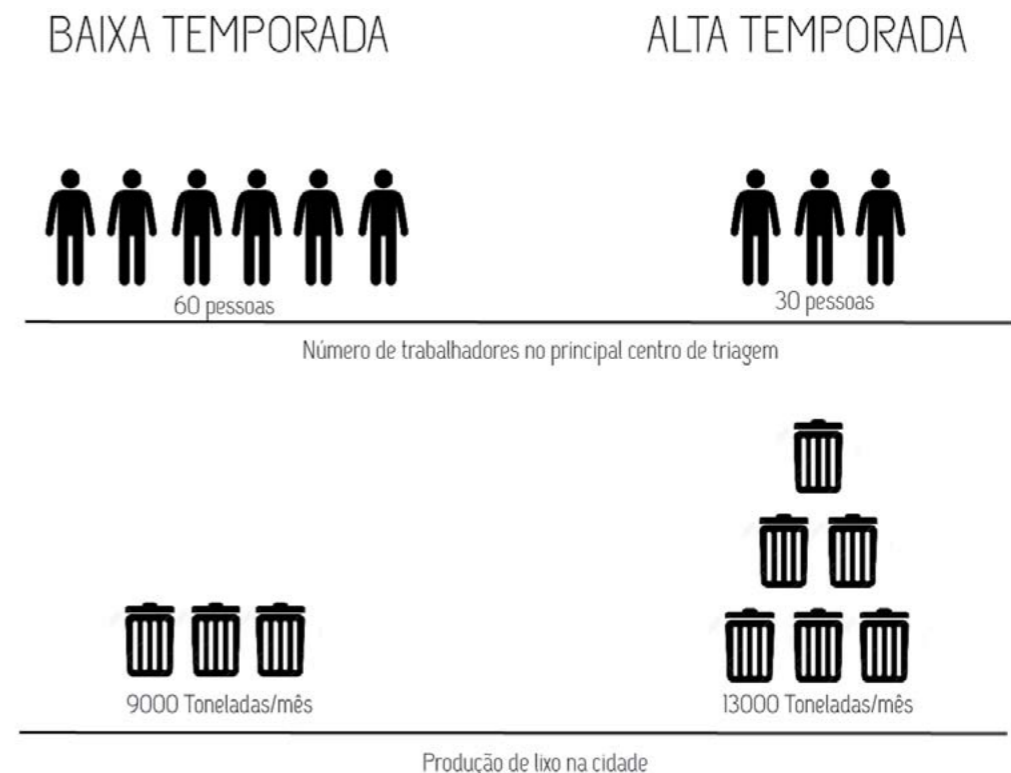 BAIXA TEMPORADA
ALTA TEMPORADA
60 pessoas
30 pessoas
Número de trabalhadores no principal centro de triagem
9000 Toneladas/mês
13000 Toneladas/mês
Produção de lixo na cidade